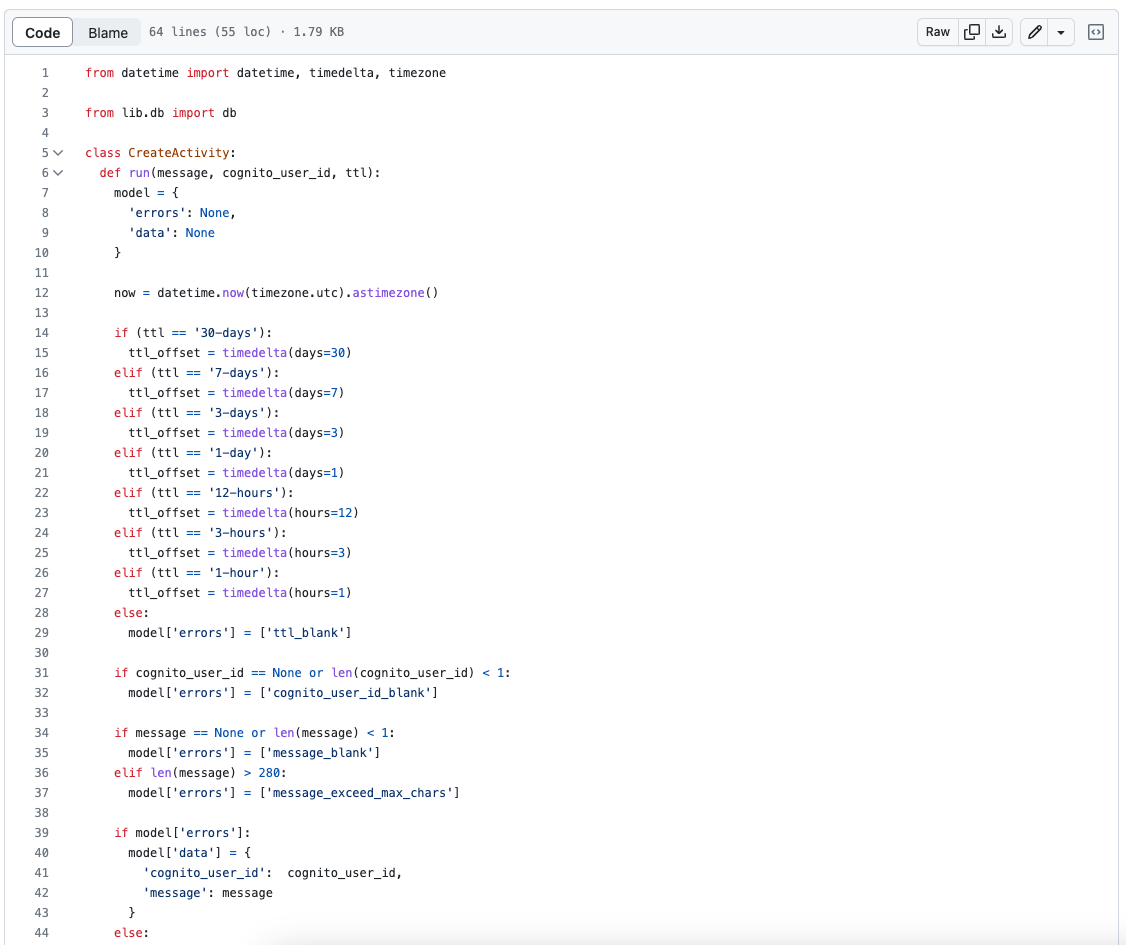 Code Blame 64 lines (55 loc) · 1.79 KB Raw
1 from datetime import datetime, timedelta, timezone
2
3 from lib.db import db
4
5 class CreateActivity:
6 def run(message, cognito_user_id, ttl):
7 model = {
8 'errors': None,
9 'data': None
10 }
11
12 now = datetime.now(timezone.utc).astimezone()
13
14 if (ttl == '30-days'):
15 ttl_offset = timedelta(days=30)
16 elif (ttl == '7-days'):
17 ttl_offset = timedelta(days=7)
18 elif (ttl == '3-days'):
19 ttl_offset = timedelta(days=3)
20 elif (ttl == '1-day'):
21 ttl_offset = timedelta(days=1)
22 elif (ttl == '12-hours'):
23 ttl_offset = timedelta(hours=12)
24 elif (ttl == '3-hours'):
25 ttl_offset = timedelta(hours=3)
26 elif (ttl == '1-hour'):
27 ttl_offset = timedelta(hours=1)
28 else:
29 model['errors'] = ['ttl_blank']
30
31 if cognito_user_id == None or len(cognito_user_id) < 1:
32 model['errors'] = ['cognito_user_id_blank']
33
34 if message == None or len(message) < 1:
35 model['errors'] = ['message_blank']
36 elif len(message) > 280:
37 model['errors'] = ['message_exceed_max_chars']
38
39 if model['errors']:
40 model['data'] = {
41 'cognito_user_id':  cognito_user_id,
42 'message': message
43 }
44 else: